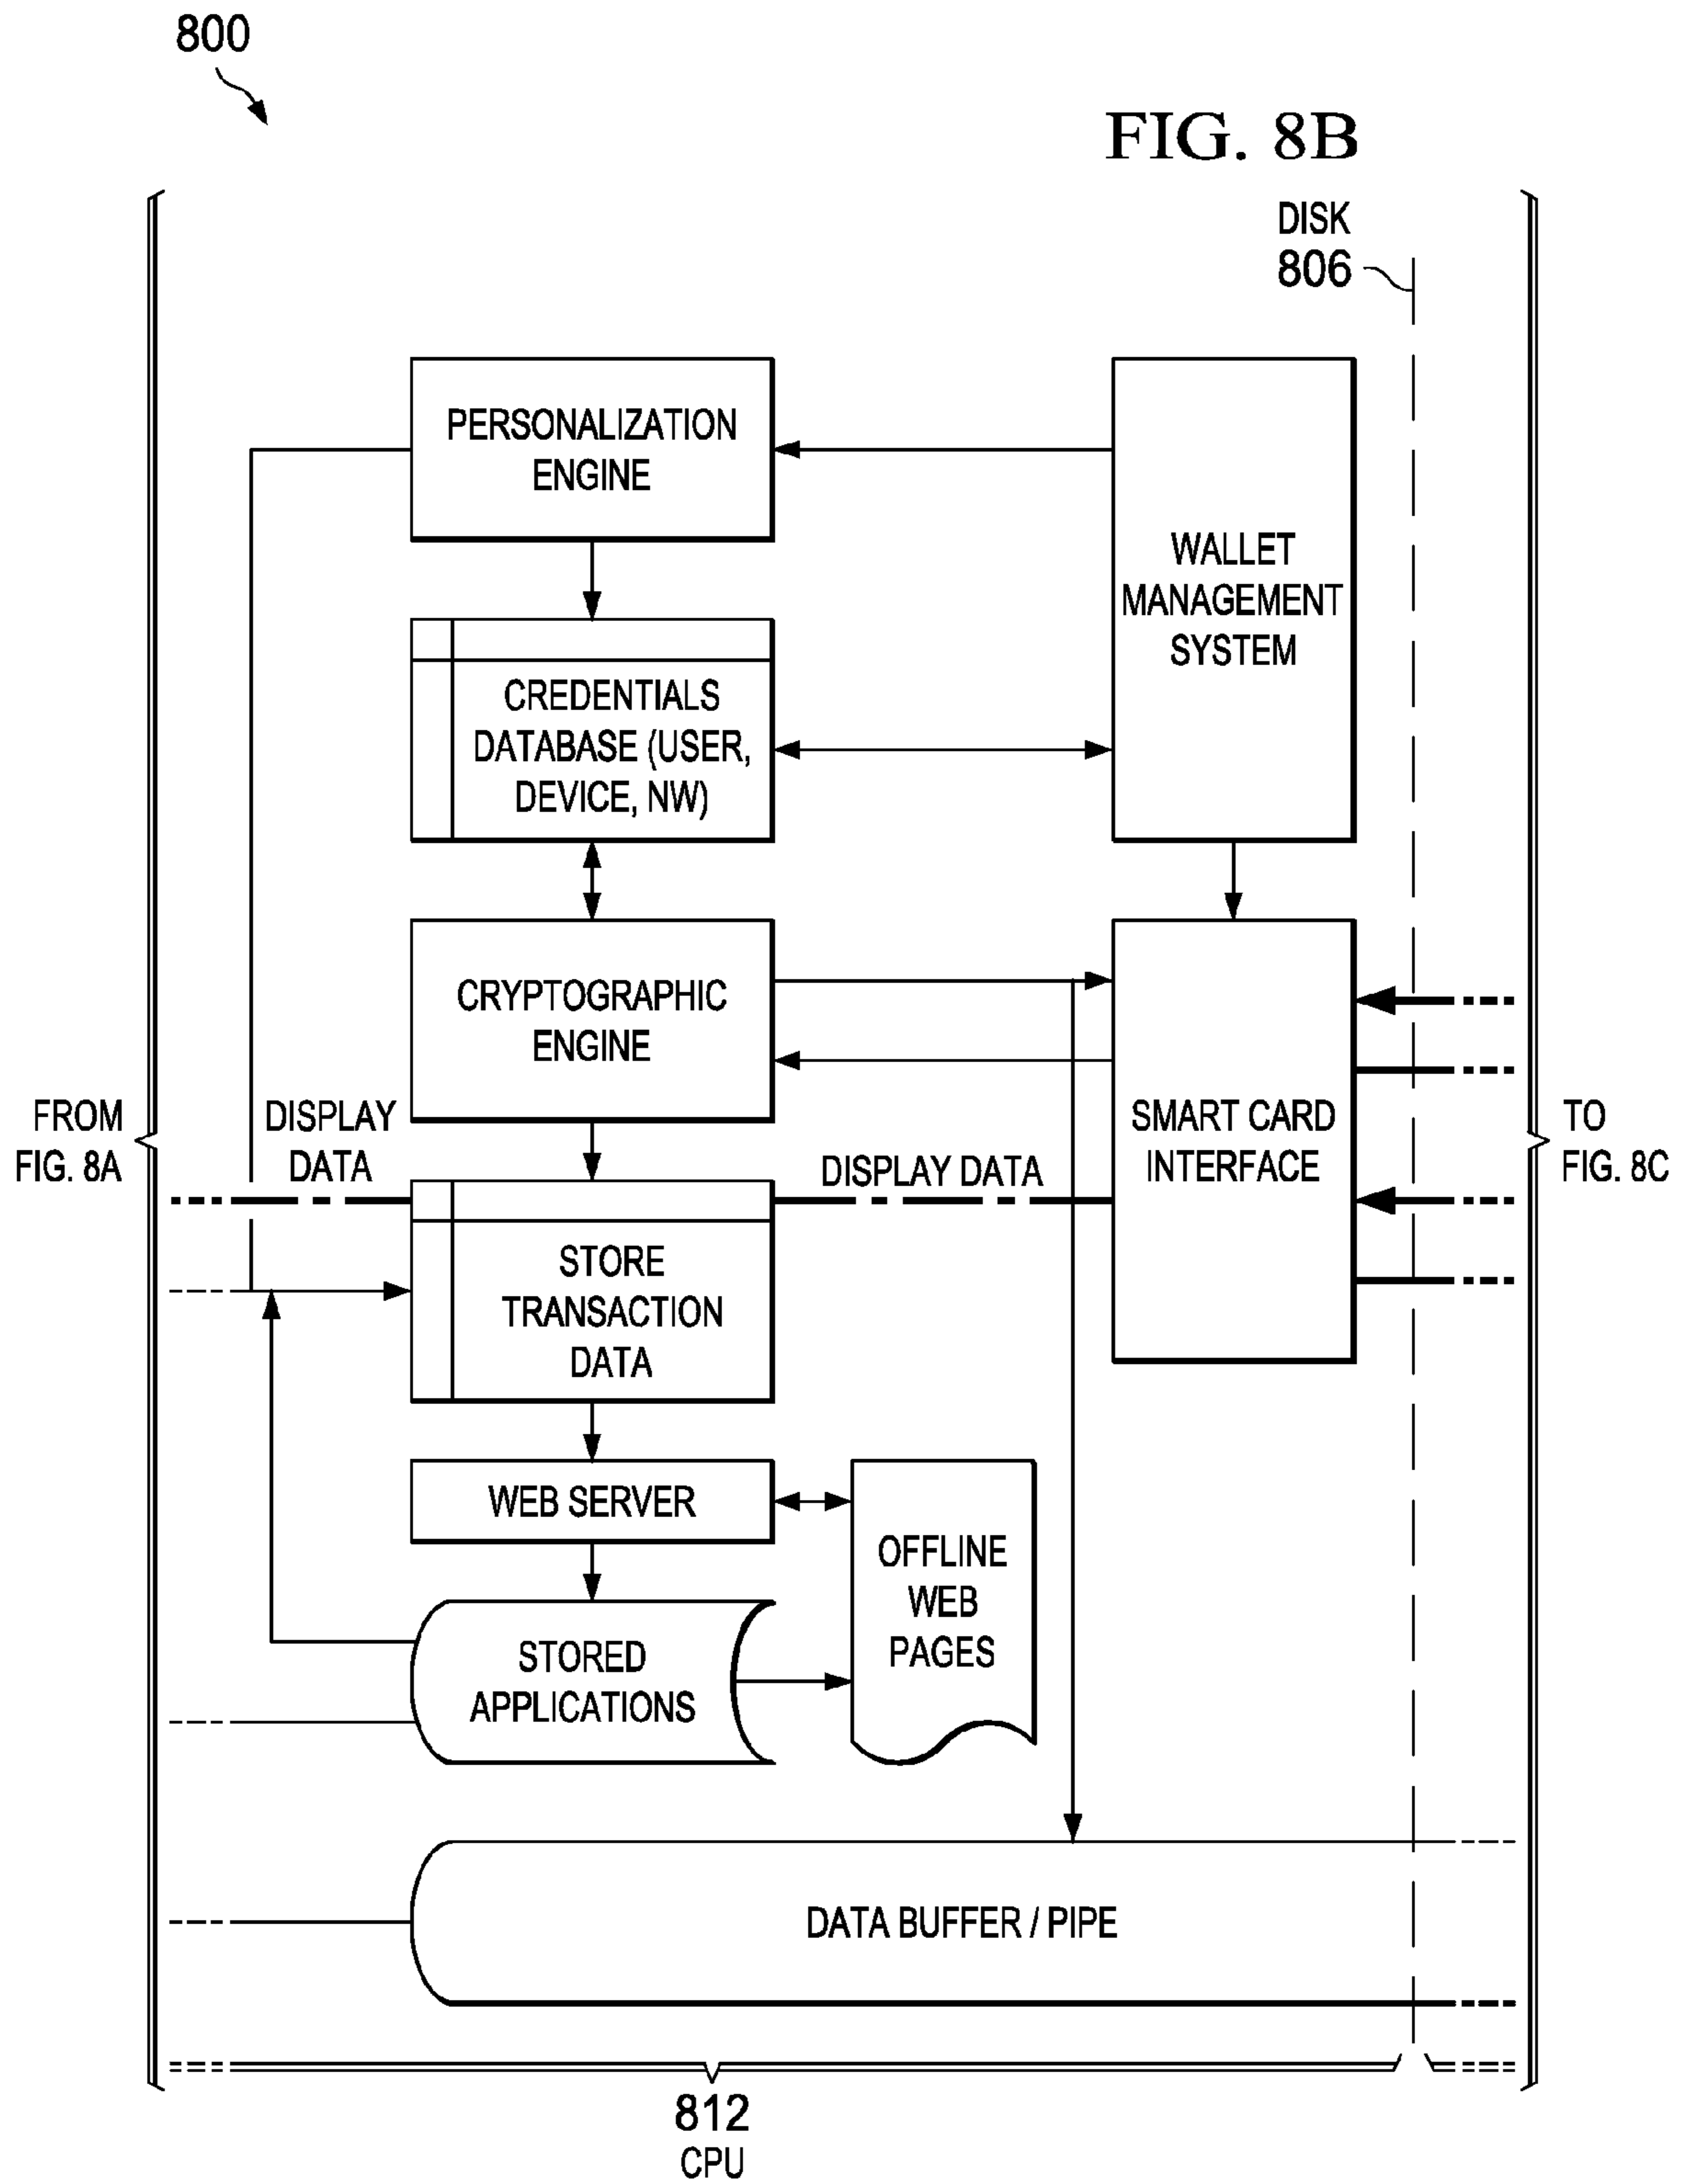 800
FIG. 8B
DISK
806
PERSONALIZATION
ENGINE
WALLET
MANAGEMENT
SYSTEM
CREDENTIALS
DATABASE (USER,
DEVICE, NW)
CRYPTOGRAPHIC
ENGINE
FROM
FIG. 8A
DISPLAY
DATA
DISPLAY DATA
SMART CARD
INTERFACE
TO
FIG. 8C
STORE
TRANSACTION
DATA
WEB SERVER
OFFLINE
WEB
PAGES
STORED
APPLICATIONS
DATA BUFFER / PIPE
812
CPU